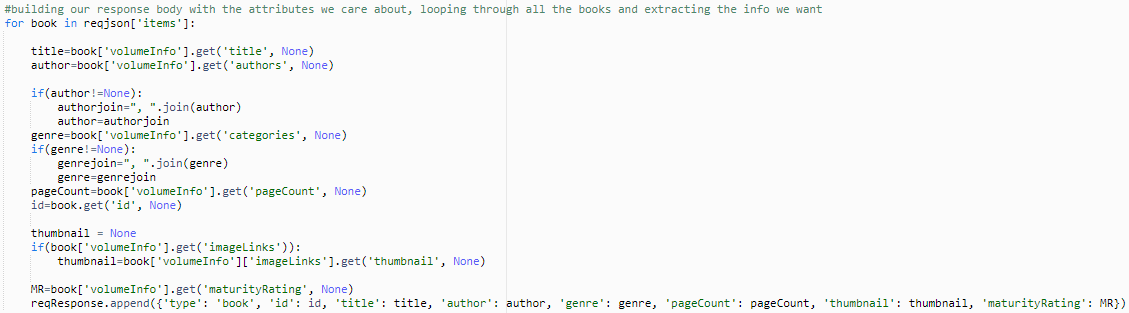 #building our response body with the attributes we care about, looping through all the books and extracting the info we want
for book in reqjson['items']:
    title=book['volumeInfo'].get('title', None)
    author=book['volumeInfo'].get('authors', None)
    if(author!=None):
        authorjoin=", ".join(author)
        author=authorjoin
    genre=book['volumeInfo'].get('categories', None)
    if(genre!=None):
        genrejoin=", ".join(genre)
        genre=genrejoin
    pageCount=book['volumeInfo'].get('pageCount', None)
    id=book.get('id', None)
    thumbnail = None
    if(book['volumeInfo'].get('imageLinks')):
        thumbnail=book['volumeInfo']['imageLinks'].get('thumbnail', None)
    MR=book['volumeInfo'].get('maturityRating', None)
    reqResponse.append({'type': 'book', 'id': id, 'title': title, 'author': author, 'genre': genre, 'pageCount': pageCount, 'thumbnail': thumbnail, 'maturityRating': MR})